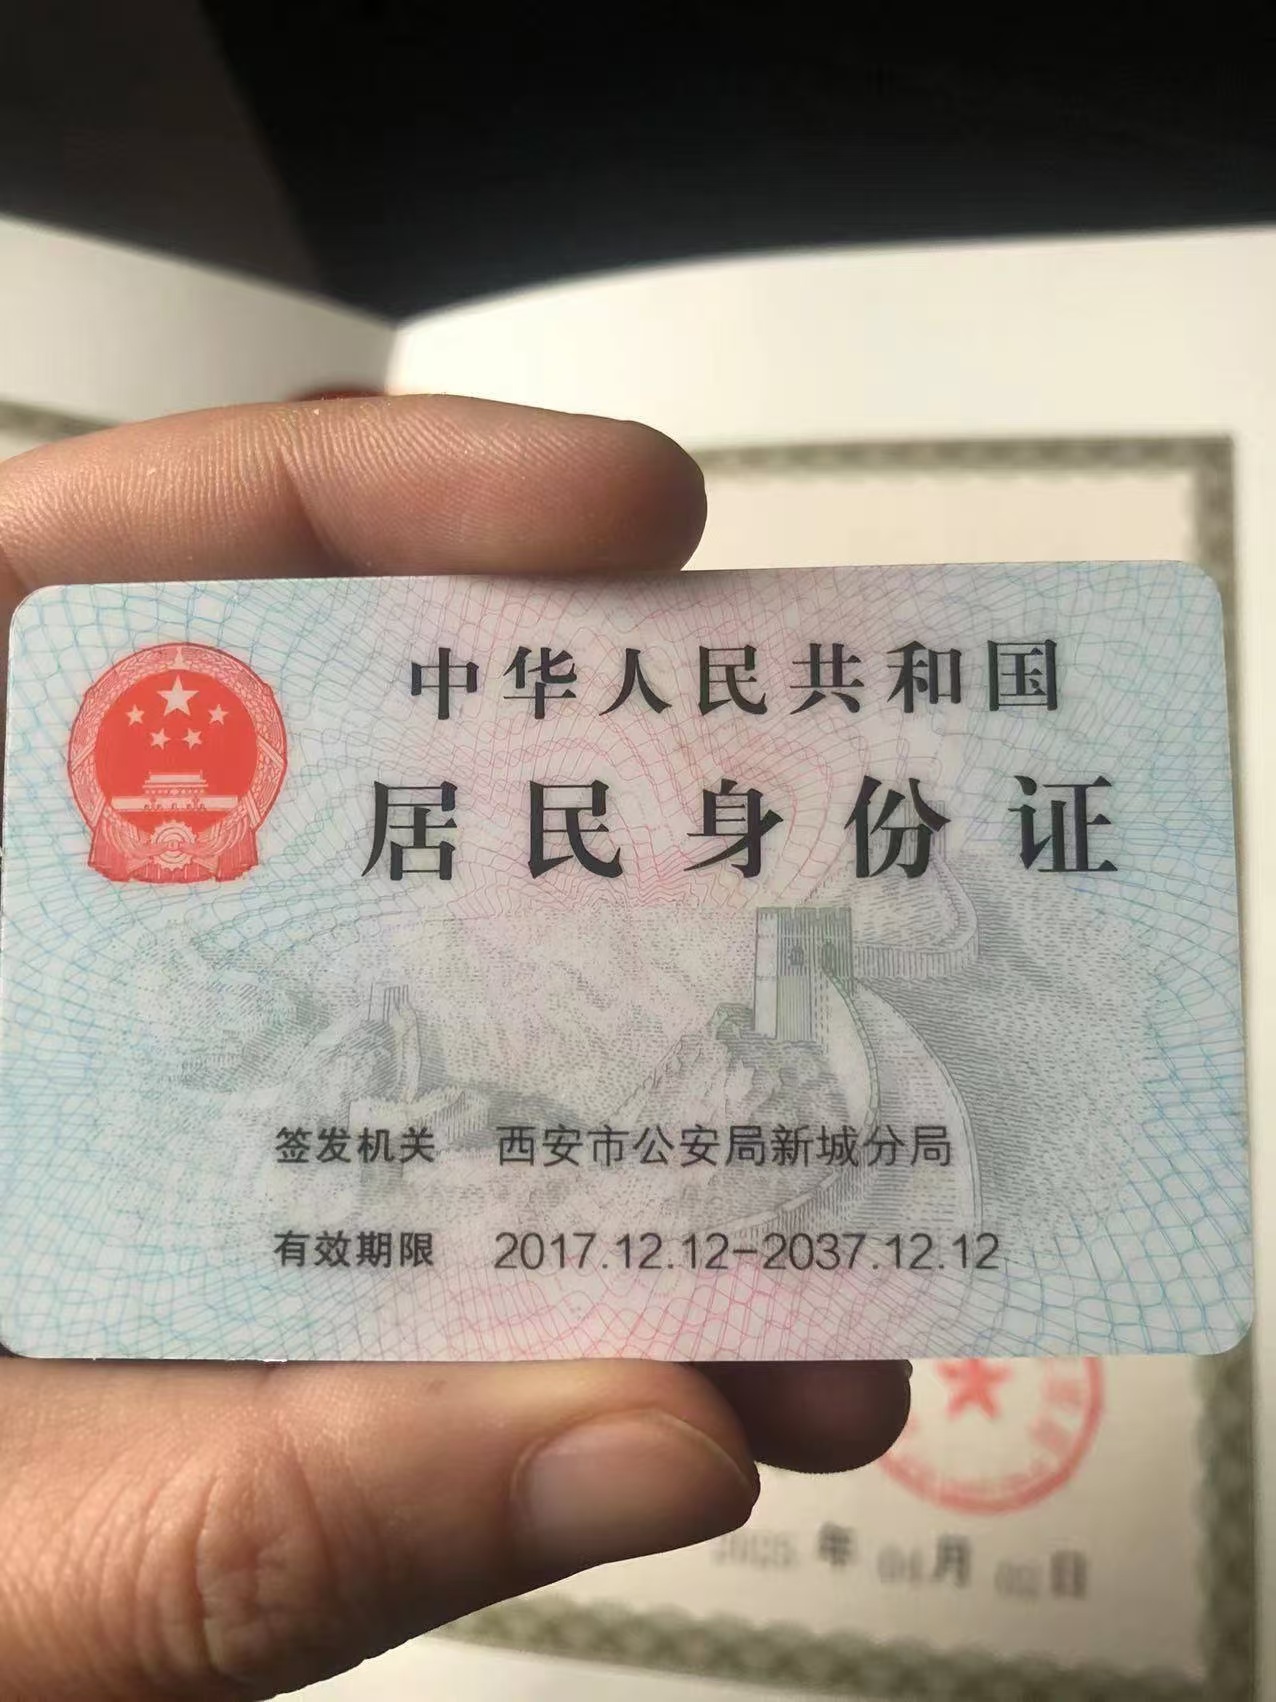 中华人民共和国
居民身份证
签发机关 西安市公安局新城分局
有效期限 2017.12.12-2037.12.12
年 月 日